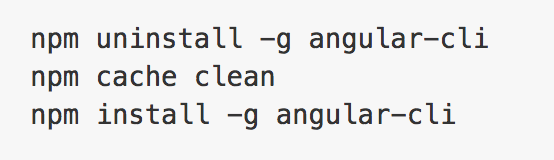 npm uninstall -g angular-cli
npm cache clean
npm install -g angular-cli